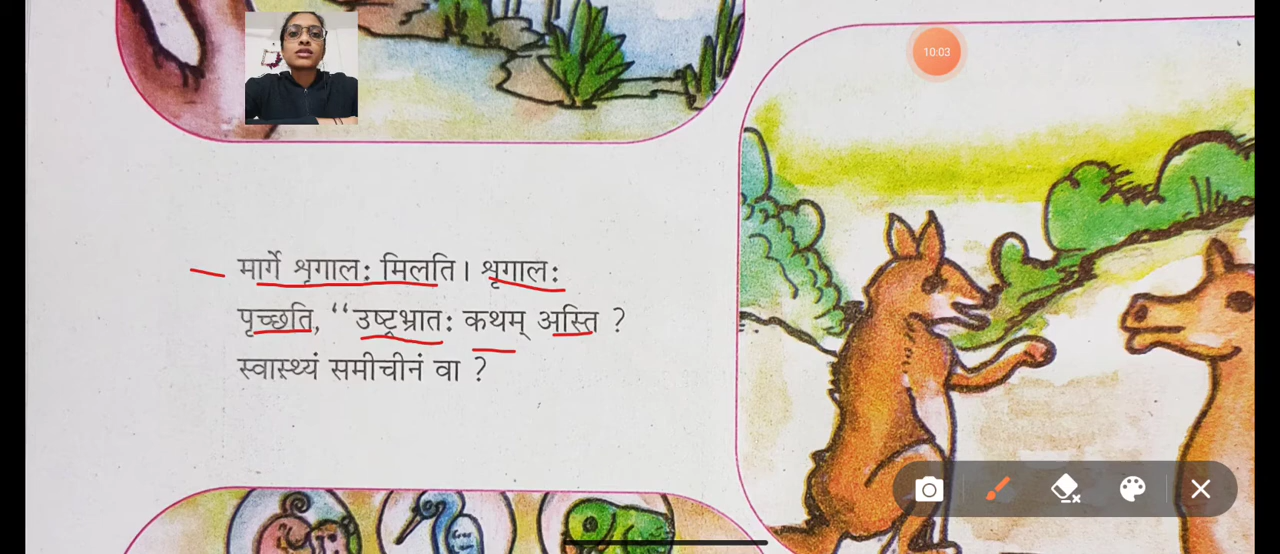 10:03
मार्गे शृगालः मिलति। शृगालः
पृच्छति, “उष्ट्रभ्रातः कथम् अस्ति ?
स्वास्थ्यं समीचीनं वा ?